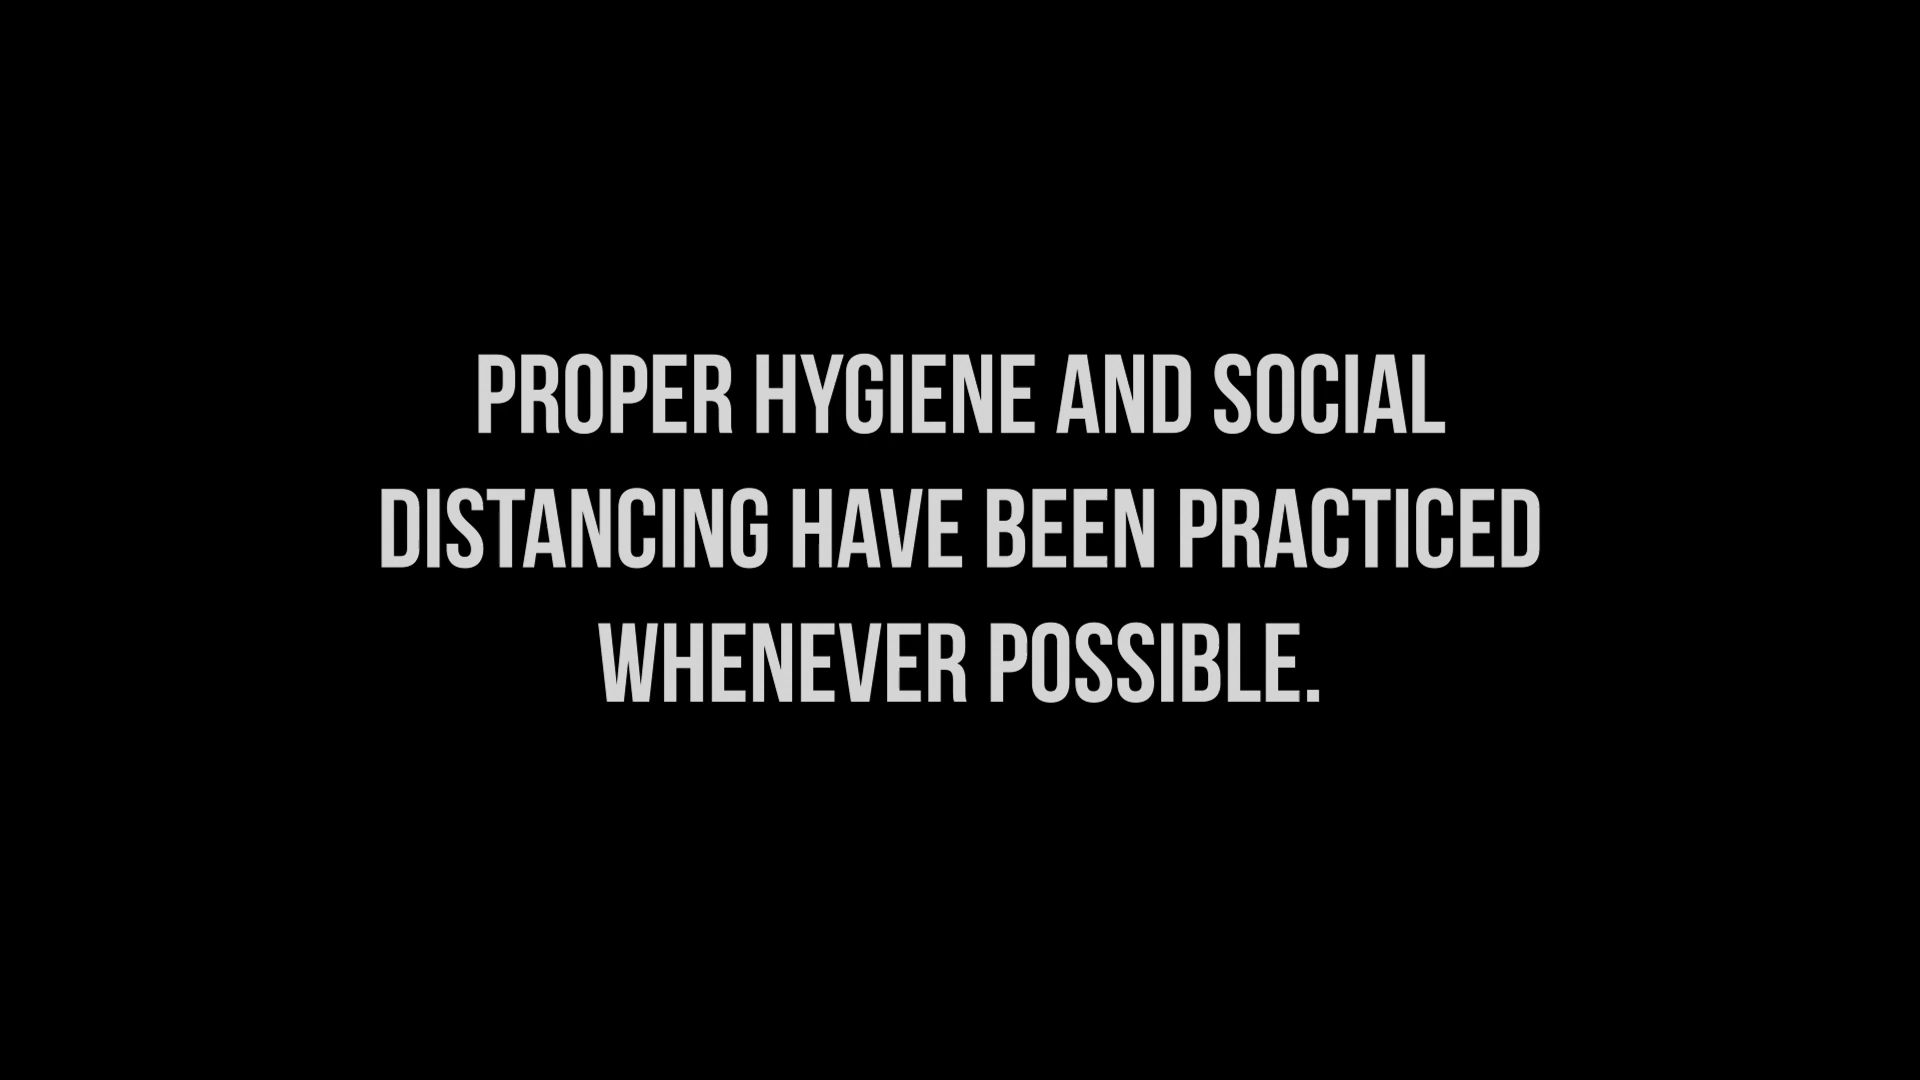 PROPER HYGIENE AND SOCIAL
DISTANCING HAVE BEEN PRACTICED
WHENEVER POSSIBLE.